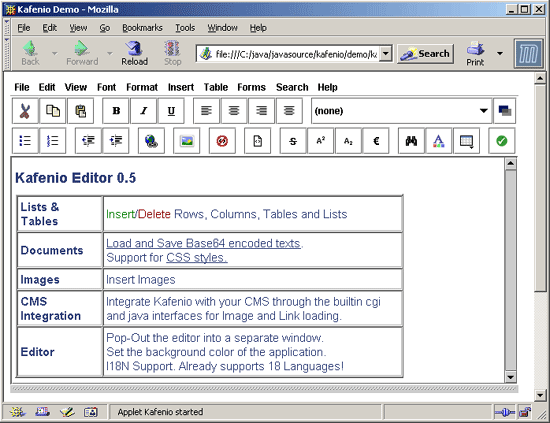 Kafenio Demo - Mozilla
File Edit View Go Bookmarks Tools Window Help
Back Forward Reload Stop file:///C:/java/javasource/kafenio/demo/k Search Print
File Edit View Font Format Insert Table Forms Search Help
B I U (none)
S A² A₂ €
Kafenio Editor 0.5
Lists &
Tables
Insert/Delete Rows, Columns, Tables and Lists
Documents
Load and Save Base64 encoded texts.
Support for CSS styles.
Images
Insert Images
CMS
Integration
Integrate Kafenio with your CMS through the builtin cgi
and java interfaces for Image and Link loading.
Editor
Pop-Out the editor into a separate window.
Set the background color of the application.
I18N Support. Already supports 18 Languages!
Applet Kafenio started